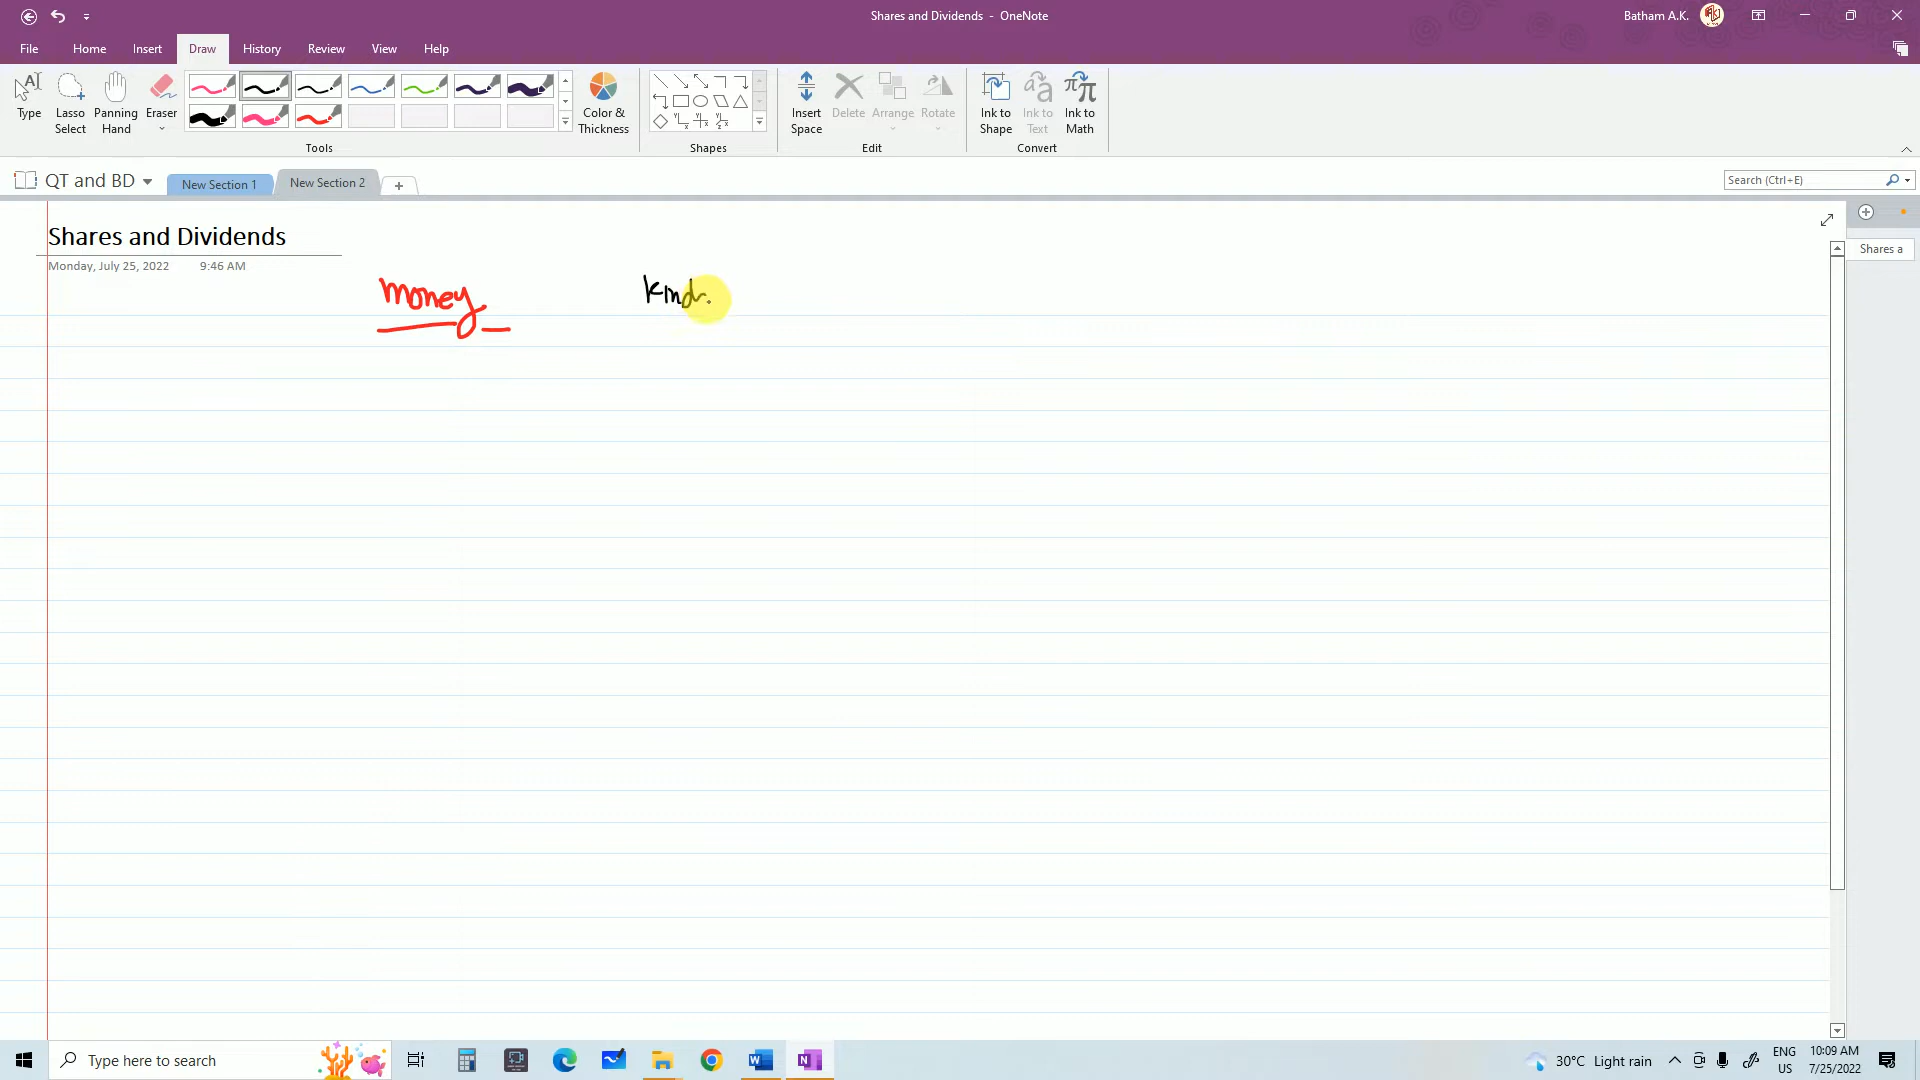 Shares and Dividends - OneNote
Batham A.K.
File Home Insert Draw History Review View Help
Type
Lasso Select
Panning Hand
Eraser
Color & Thickness
Insert Space
Delete
Arrange
Rotate
Ink to Shape
Ink to Text
Ink to Math
Tools
Shapes
Edit
Convert
QT and BD
New Section 1
New Section 2
Search (Ctrl+E)
Shares and Dividends
Shares a
Monday, July 25, 2022 9:46 AM
money
kind
Type here to search
30°C Light rain
ENG
US
10:09 AM
7/25/2022